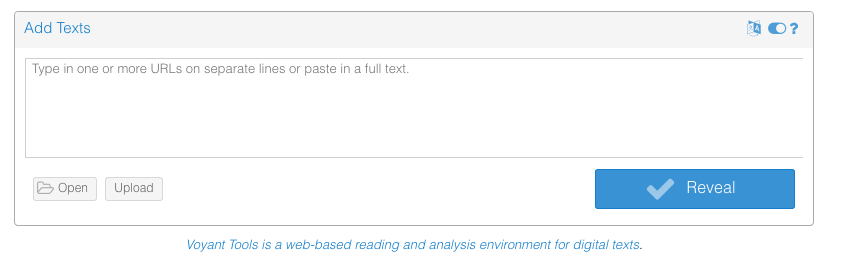 Add Texts
?
Type in one or more URLs on separate lines or paste in a full text.
Open
Upload
Reveal
Voyant Tools is a web-based reading and analysis environment for digital texts.